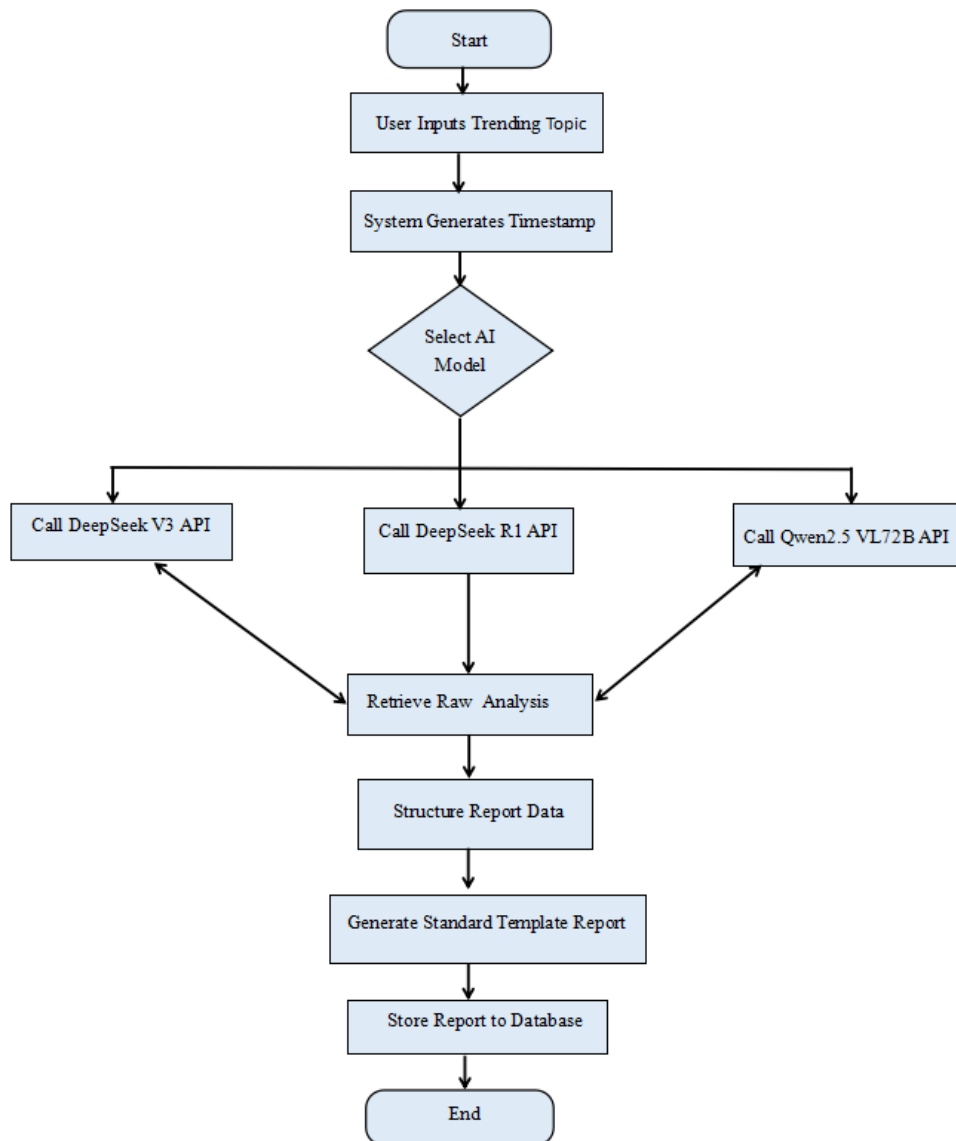 Start
User Inputs Trending Topic
System Generates Timestamp
Select AI
Model
Call DeepSeek V3 API
Call DeepSeek R1 API
Call Qwen2.5 VL72B API
Retrieve Raw Analysis
Structure Report Data
Generate Standard Template Report
Store Report to Database
End